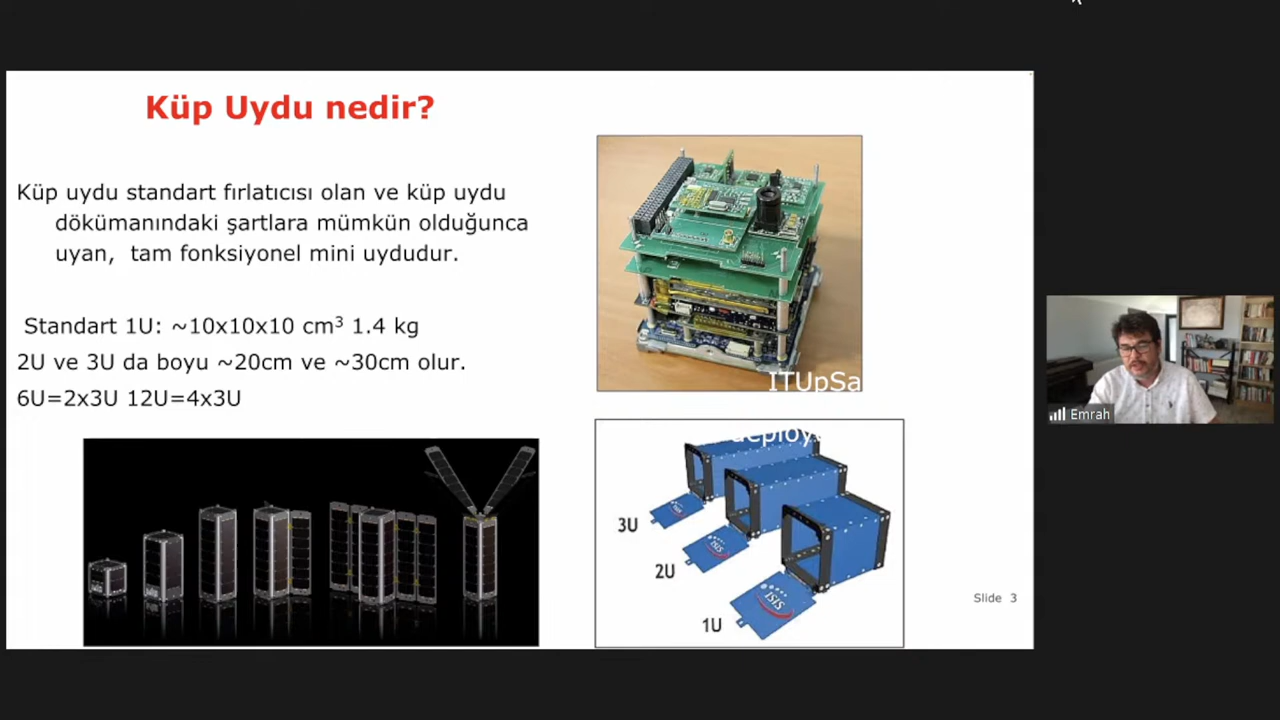 Küp Uydu nedir?
Küp uydu standart fırlatıcısı olan ve küp uydu
dökümanındaki şartlara mümkün olduğunca
uyan, tam fonksiyonel mini uydudur.
Standart 1U: ~10x10x10 cm³ 1.4 kg
2U ve 3U da boyu ~20cm ve ~30cm olur.
6U=2x3U 12U=4x3U
ITUpSa
3U
2U
ISIS
1U
ISIS
Slide 3
Emrah